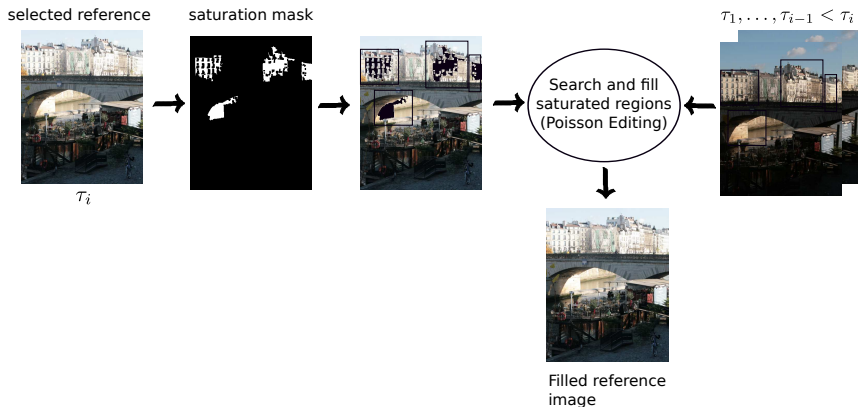 selected reference
saturation mask
τ₁, . . . , τᵢ₋₁ < τᵢ
Search and fill
saturated regions
(Poisson Editing)
τᵢ
Filled reference
image